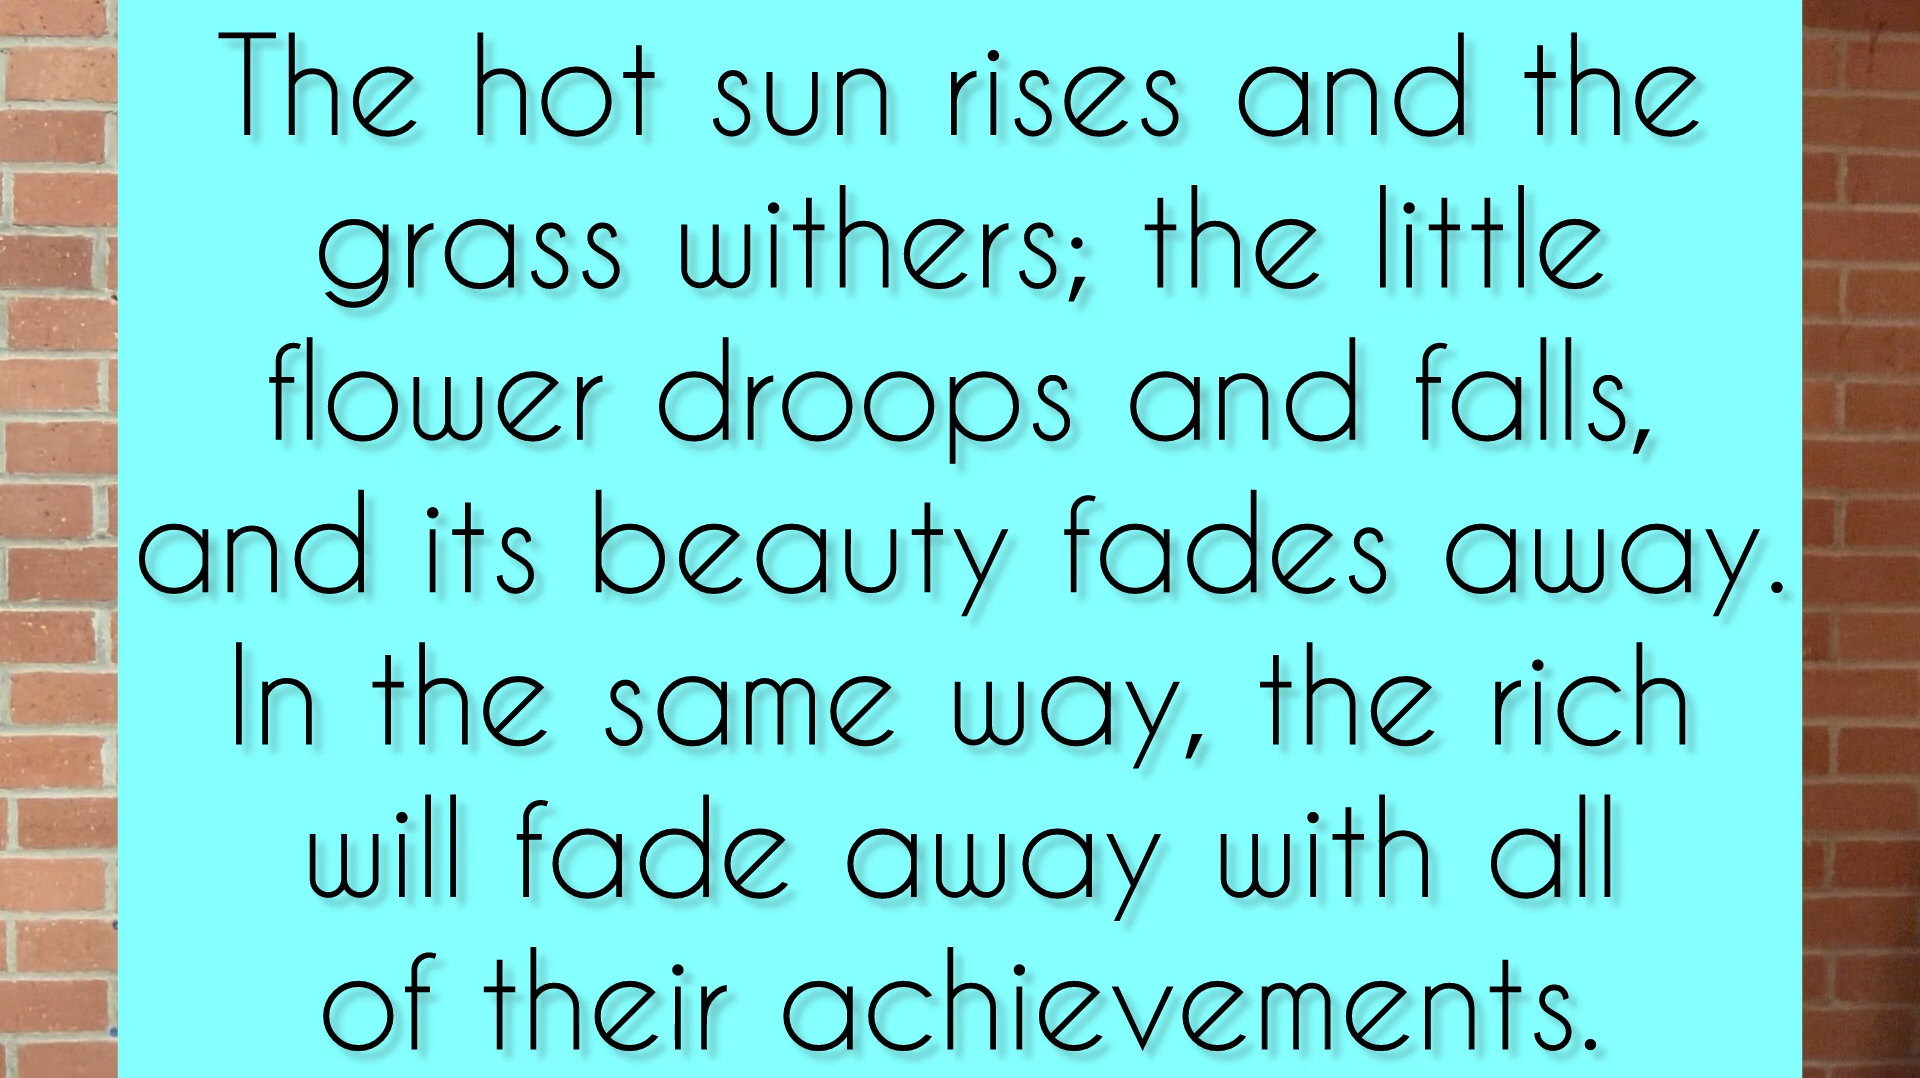 The hot sun rises and the
grass withers; the little
flower droops and falls,
and its beauty fades away.
In the same way, the rich
will fade away with all
of their achievements.